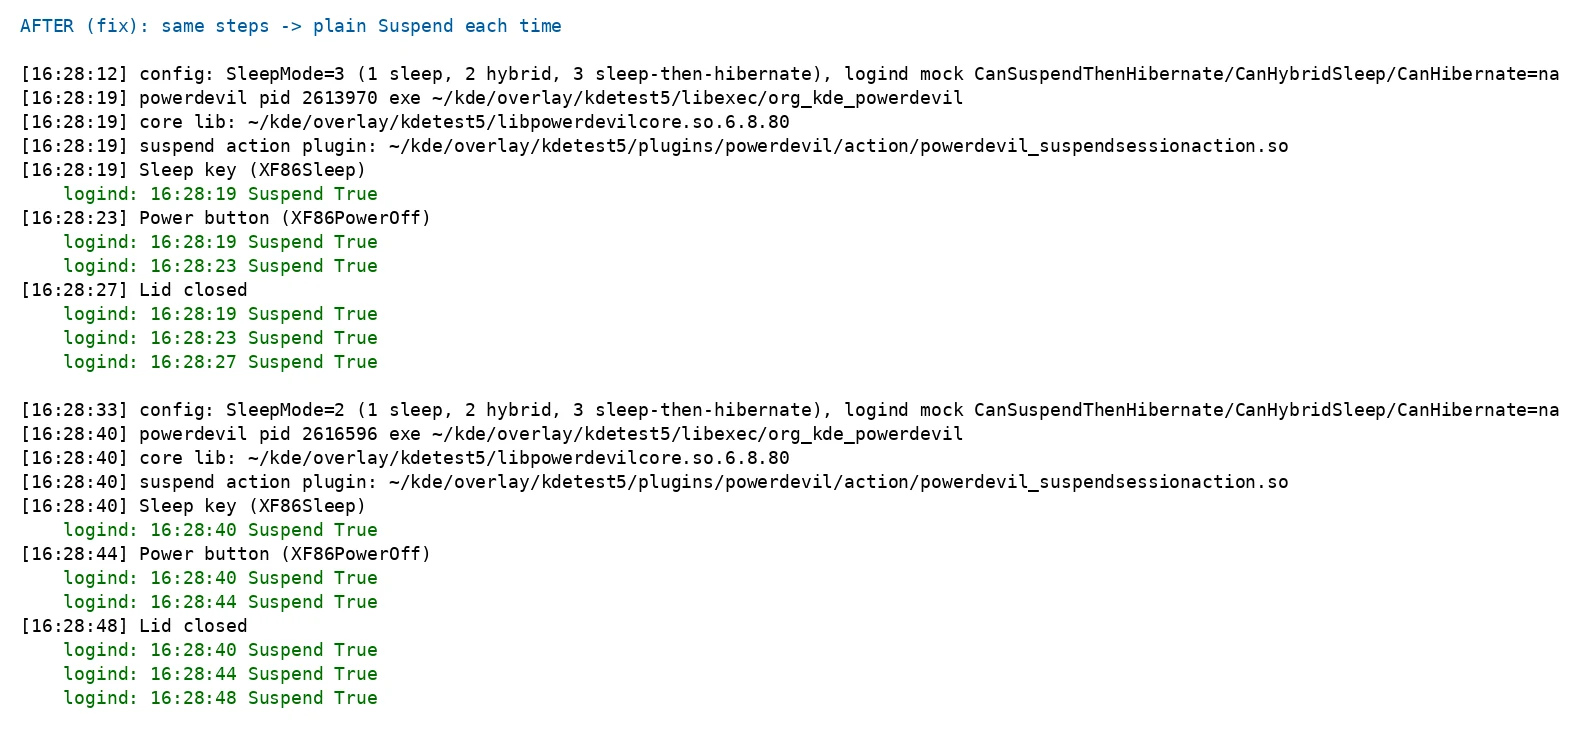 AFTER (fix): same steps -> plain Suspend each time
[16:28:12] config: SleepMode=3 (1 sleep, 2 hybrid, 3 sleep-then-hibernate), logind mock CanSuspendThenHibernate/CanHybridSleep/CanHibernate=na
[16:28:19] powerdevil pid 2613970 exe ~/kde/overlay/kdetest5/libexec/org_kde_powerdevil
[16:28:19] core lib: ~/kde/overlay/kdetest5/libpowerdevilcore.so.6.8.80
[16:28:19] suspend action plugin: ~/kde/overlay/kdetest5/plugins/powerdevil/action/powerdevil_suspendsessionaction.so
[16:28:19] Sleep key (XF86Sleep)
logind: 16:28:19 Suspend True
[16:28:23] Power button (XF86PowerOff)
logind: 16:28:19 Suspend True
logind: 16:28:23 Suspend True
[16:28:27] Lid closed
logind: 16:28:19 Suspend True
logind: 16:28:23 Suspend True
logind: 16:28:27 Suspend True
[16:28:33] config: SleepMode=2 (1 sleep, 2 hybrid, 3 sleep-then-hibernate), logind mock CanSuspendThenHibernate/CanHybridSleep/CanHibernate=na
[16:28:40] powerdevil pid 2616596 exe ~/kde/overlay/kdetest5/libexec/org_kde_powerdevil
[16:28:40] core lib: ~/kde/overlay/kdetest5/libpowerdevilcore.so.6.8.80
[16:28:40] suspend action plugin: ~/kde/overlay/kdetest5/plugins/powerdevil/action/powerdevil_suspendsessionaction.so
[16:28:40] Sleep key (XF86Sleep)
logind: 16:28:40 Suspend True
[16:28:44] Power button (XF86PowerOff)
logind: 16:28:40 Suspend True
logind: 16:28:44 Suspend True
[16:28:48] Lid closed
logind: 16:28:40 Suspend True
logind: 16:28:44 Suspend True
logind: 16:28:48 Suspend True